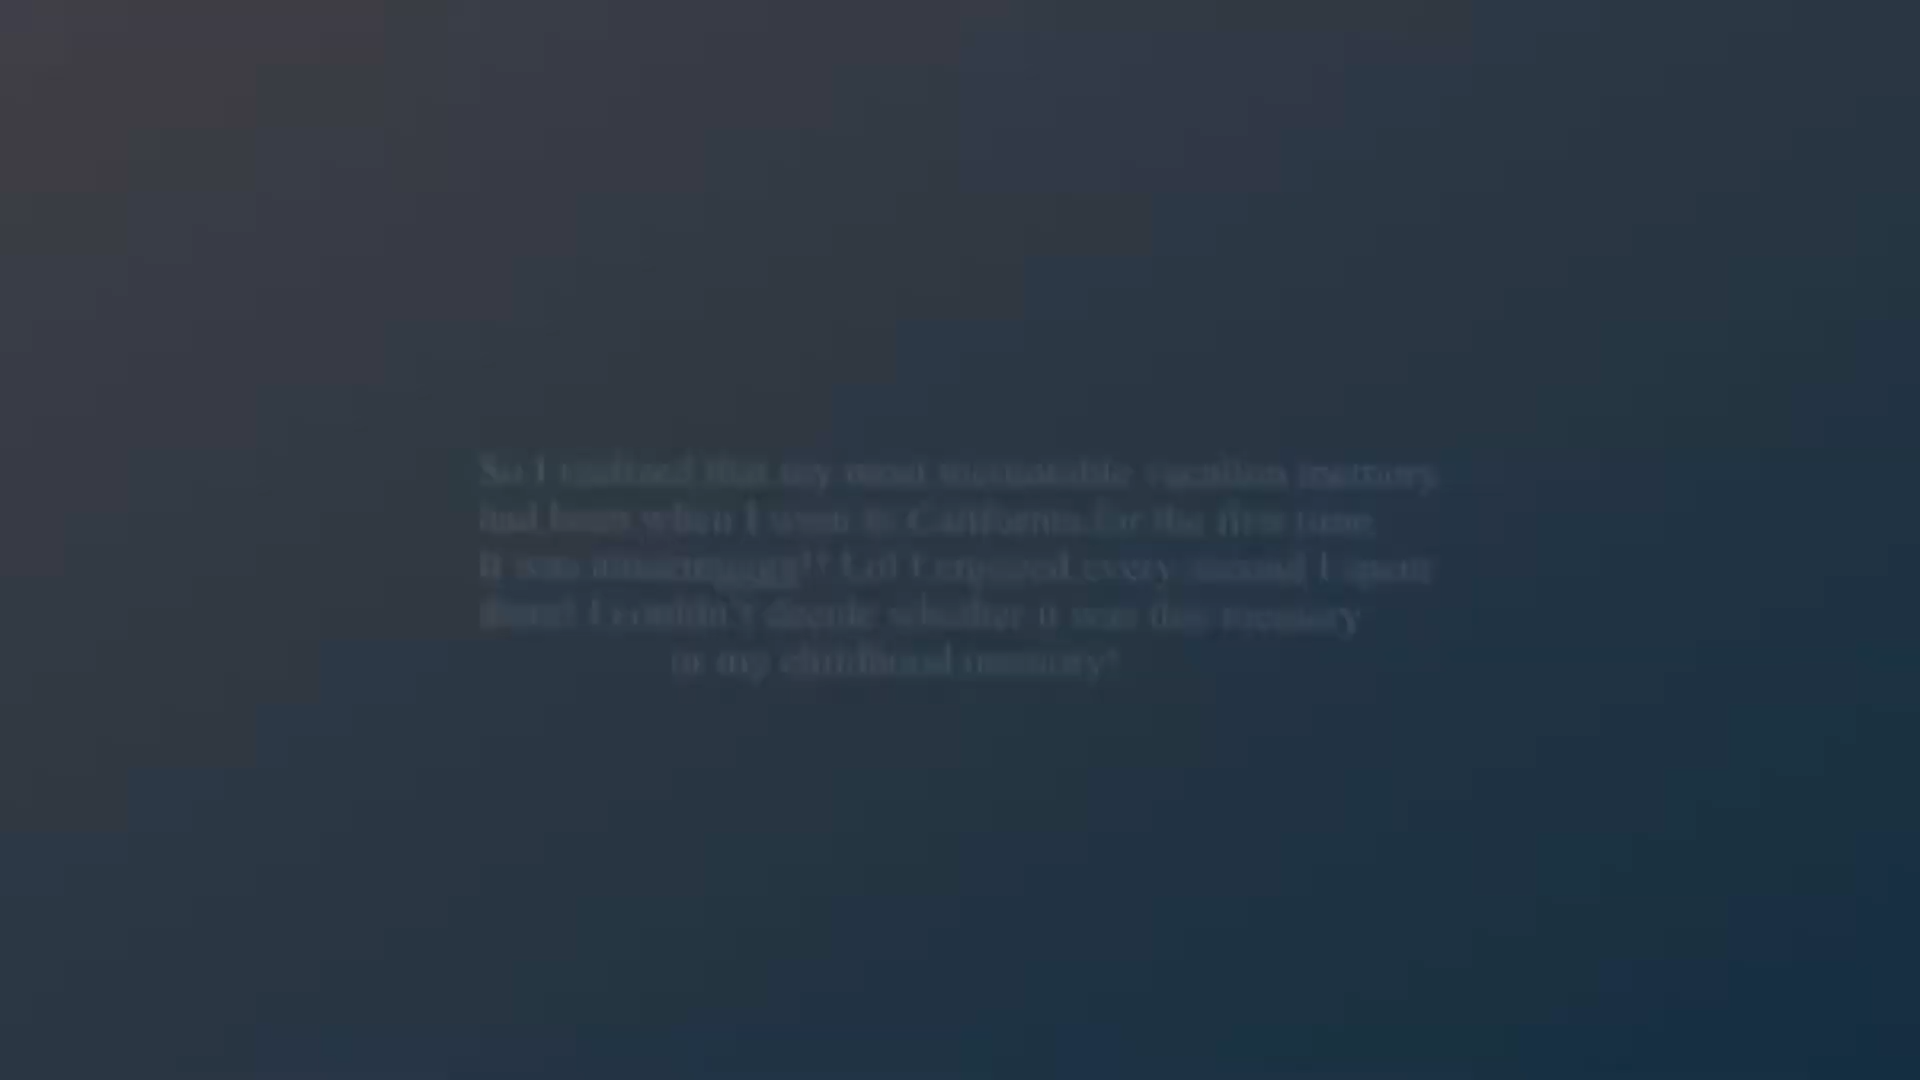 So I realized that my most memorable vacation memory
had been when I went to California for the first time.
It was Lol I enjoyed every second I spent
there! I couldn't decide whether it was this memory
or my childhood memory